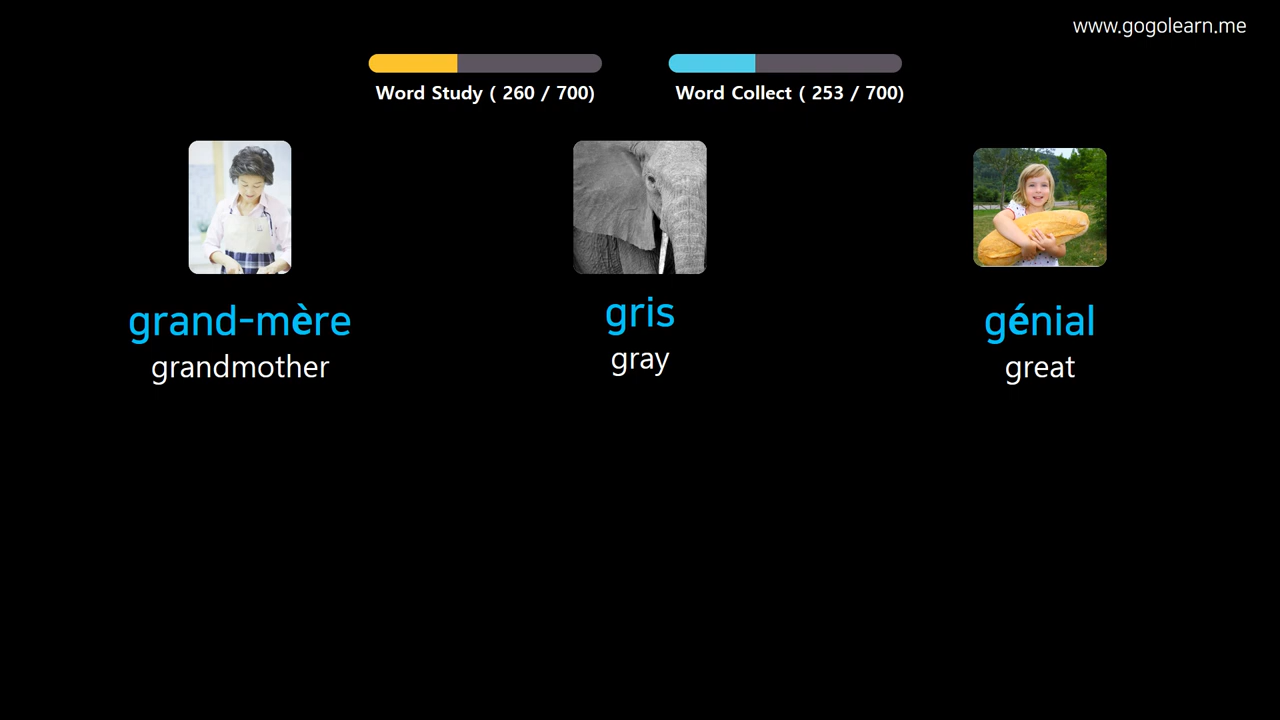 www.gogolearn.me
Word Study ( 260 / 700)
Word Collect ( 253 / 700)
grand-mère
grandmother
gris
gray
génial
great